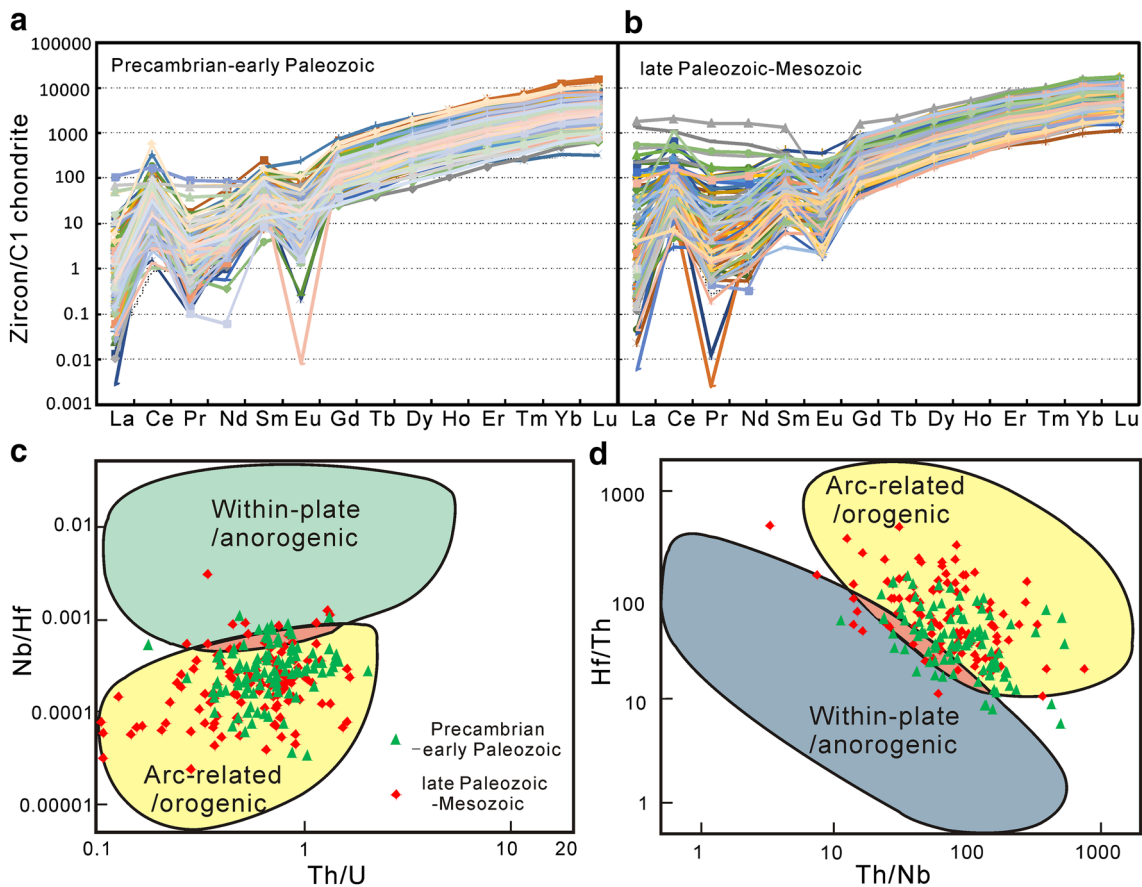 a
b
Zircon/C1 chondrite
100000
10000
1000
100
10
1
0.1
0.01
0.001
Precambrian-early Paleozoic
late Paleozoic-Mesozoic
La Ce Pr Nd Sm Eu Gd Tb Dy Ho Er Tm Yb Lu
La Ce Pr Nd Sm Eu Gd Tb Dy Ho Er Tm Yb Lu
c
Nb/Hf
0.01
0.001
0.0001
0.00001
Within-plate
/anorogenic
Arc-related
/orogenic
Precambrian
-early Paleozoic
late Paleozoic
-Mesozoic
0.1 1 10 20
Th/U
d
Hf/Th
1000
100
10
1
Arc-related
/orogenic
Within-plate
/anorogenic
1 10 100 1000
Th/Nb